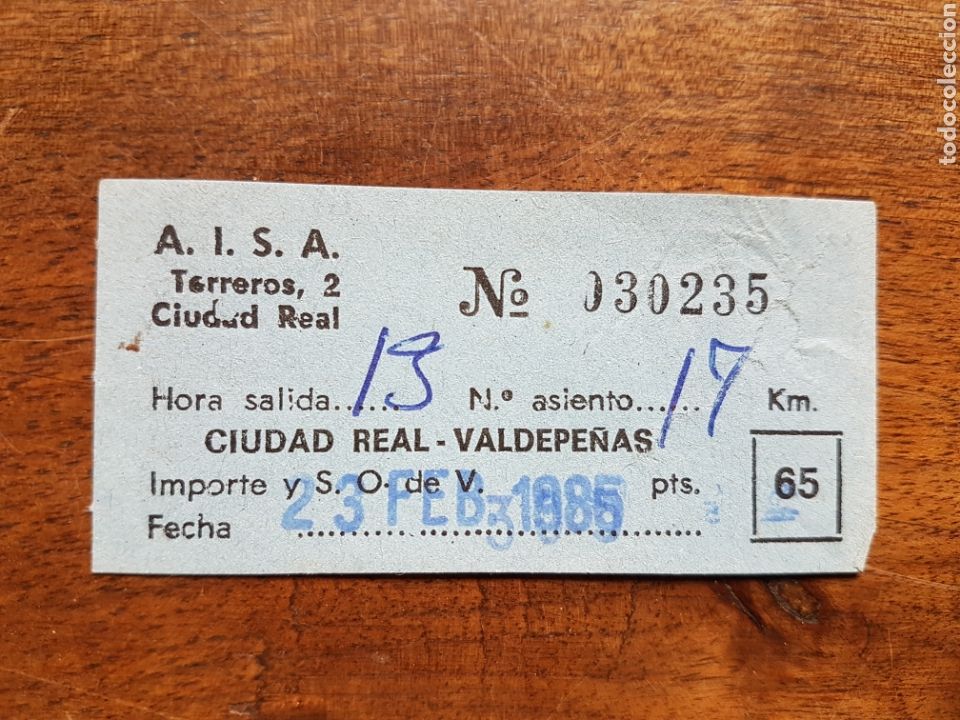 A. I. S. A.
Terreros, 2
Ciudad Real
Nº 030235
Hora salida...... 13 N.º asiento...... 17 Km.
CIUDAD REAL - VALDEPEÑAS
65
Importe y S. O. de V. pts.
Fecha 23 FEB 1985
todocoleccion